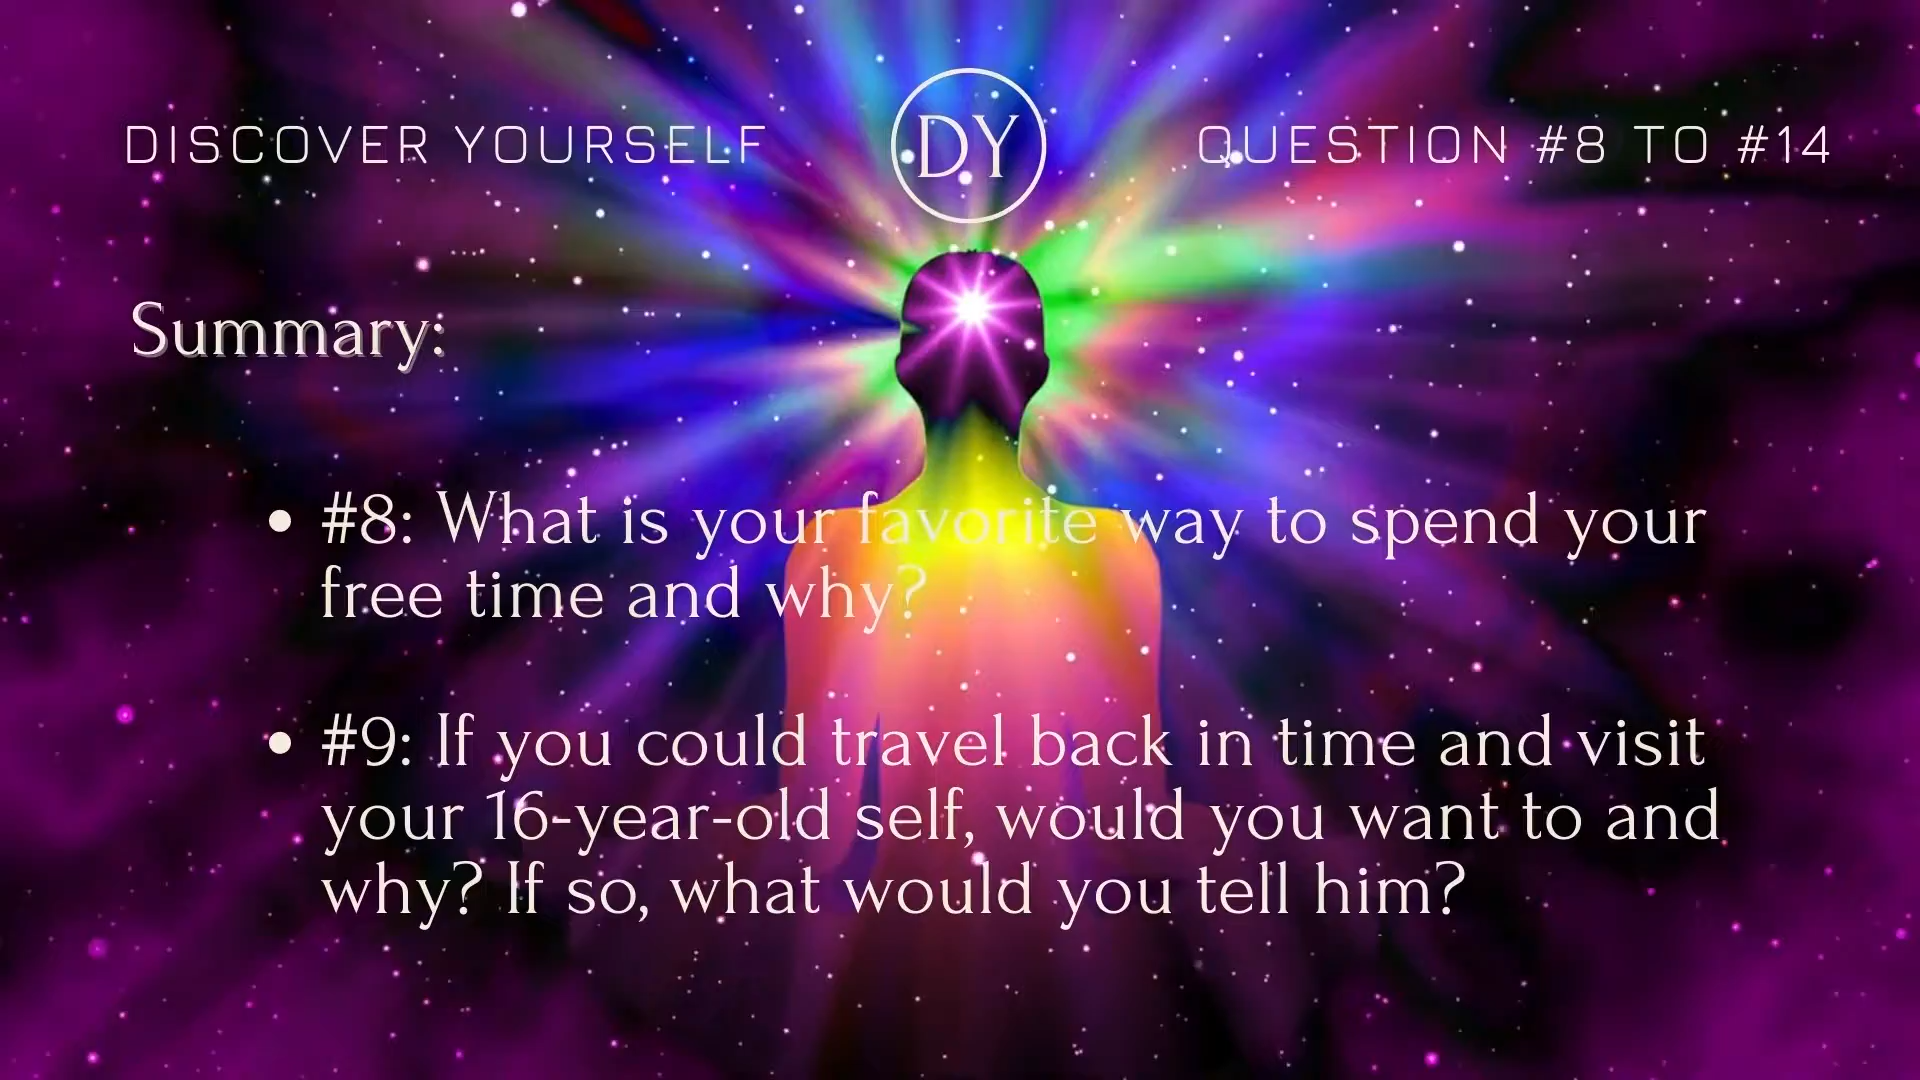 DISCOVER YOURSELF
DY
QUESTION #8 TO #14
Summary:
• #8: What is your favorite way to spend your
free time and why?
• #9: If you could travel back in time and visit
your 16-year-old self, would you want to and
why? If so, what would you tell him?